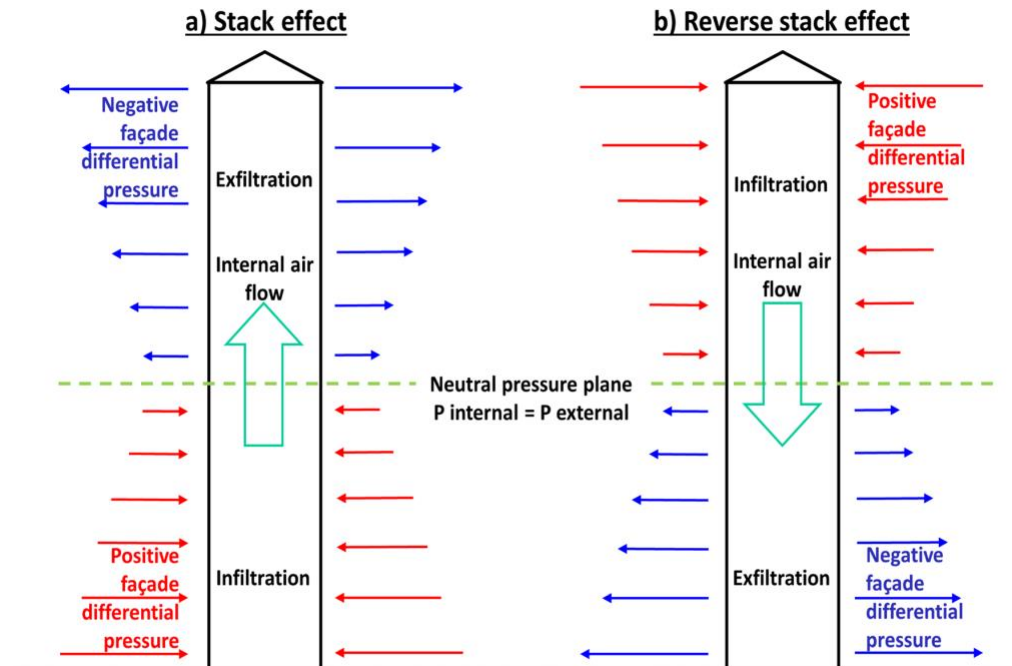 a) Stack effect
Negative
façade
differential
pressure
Exfiltration
Internal air
flow
Positive
façade
differential
pressure
Infiltration
Neutral pressure plane
P internal = P external
b) Reverse stack effect
Infiltration
Positive
façade
differential
pressure
Internal air
flow
Exfiltration
Negative
façade
differential
pressure